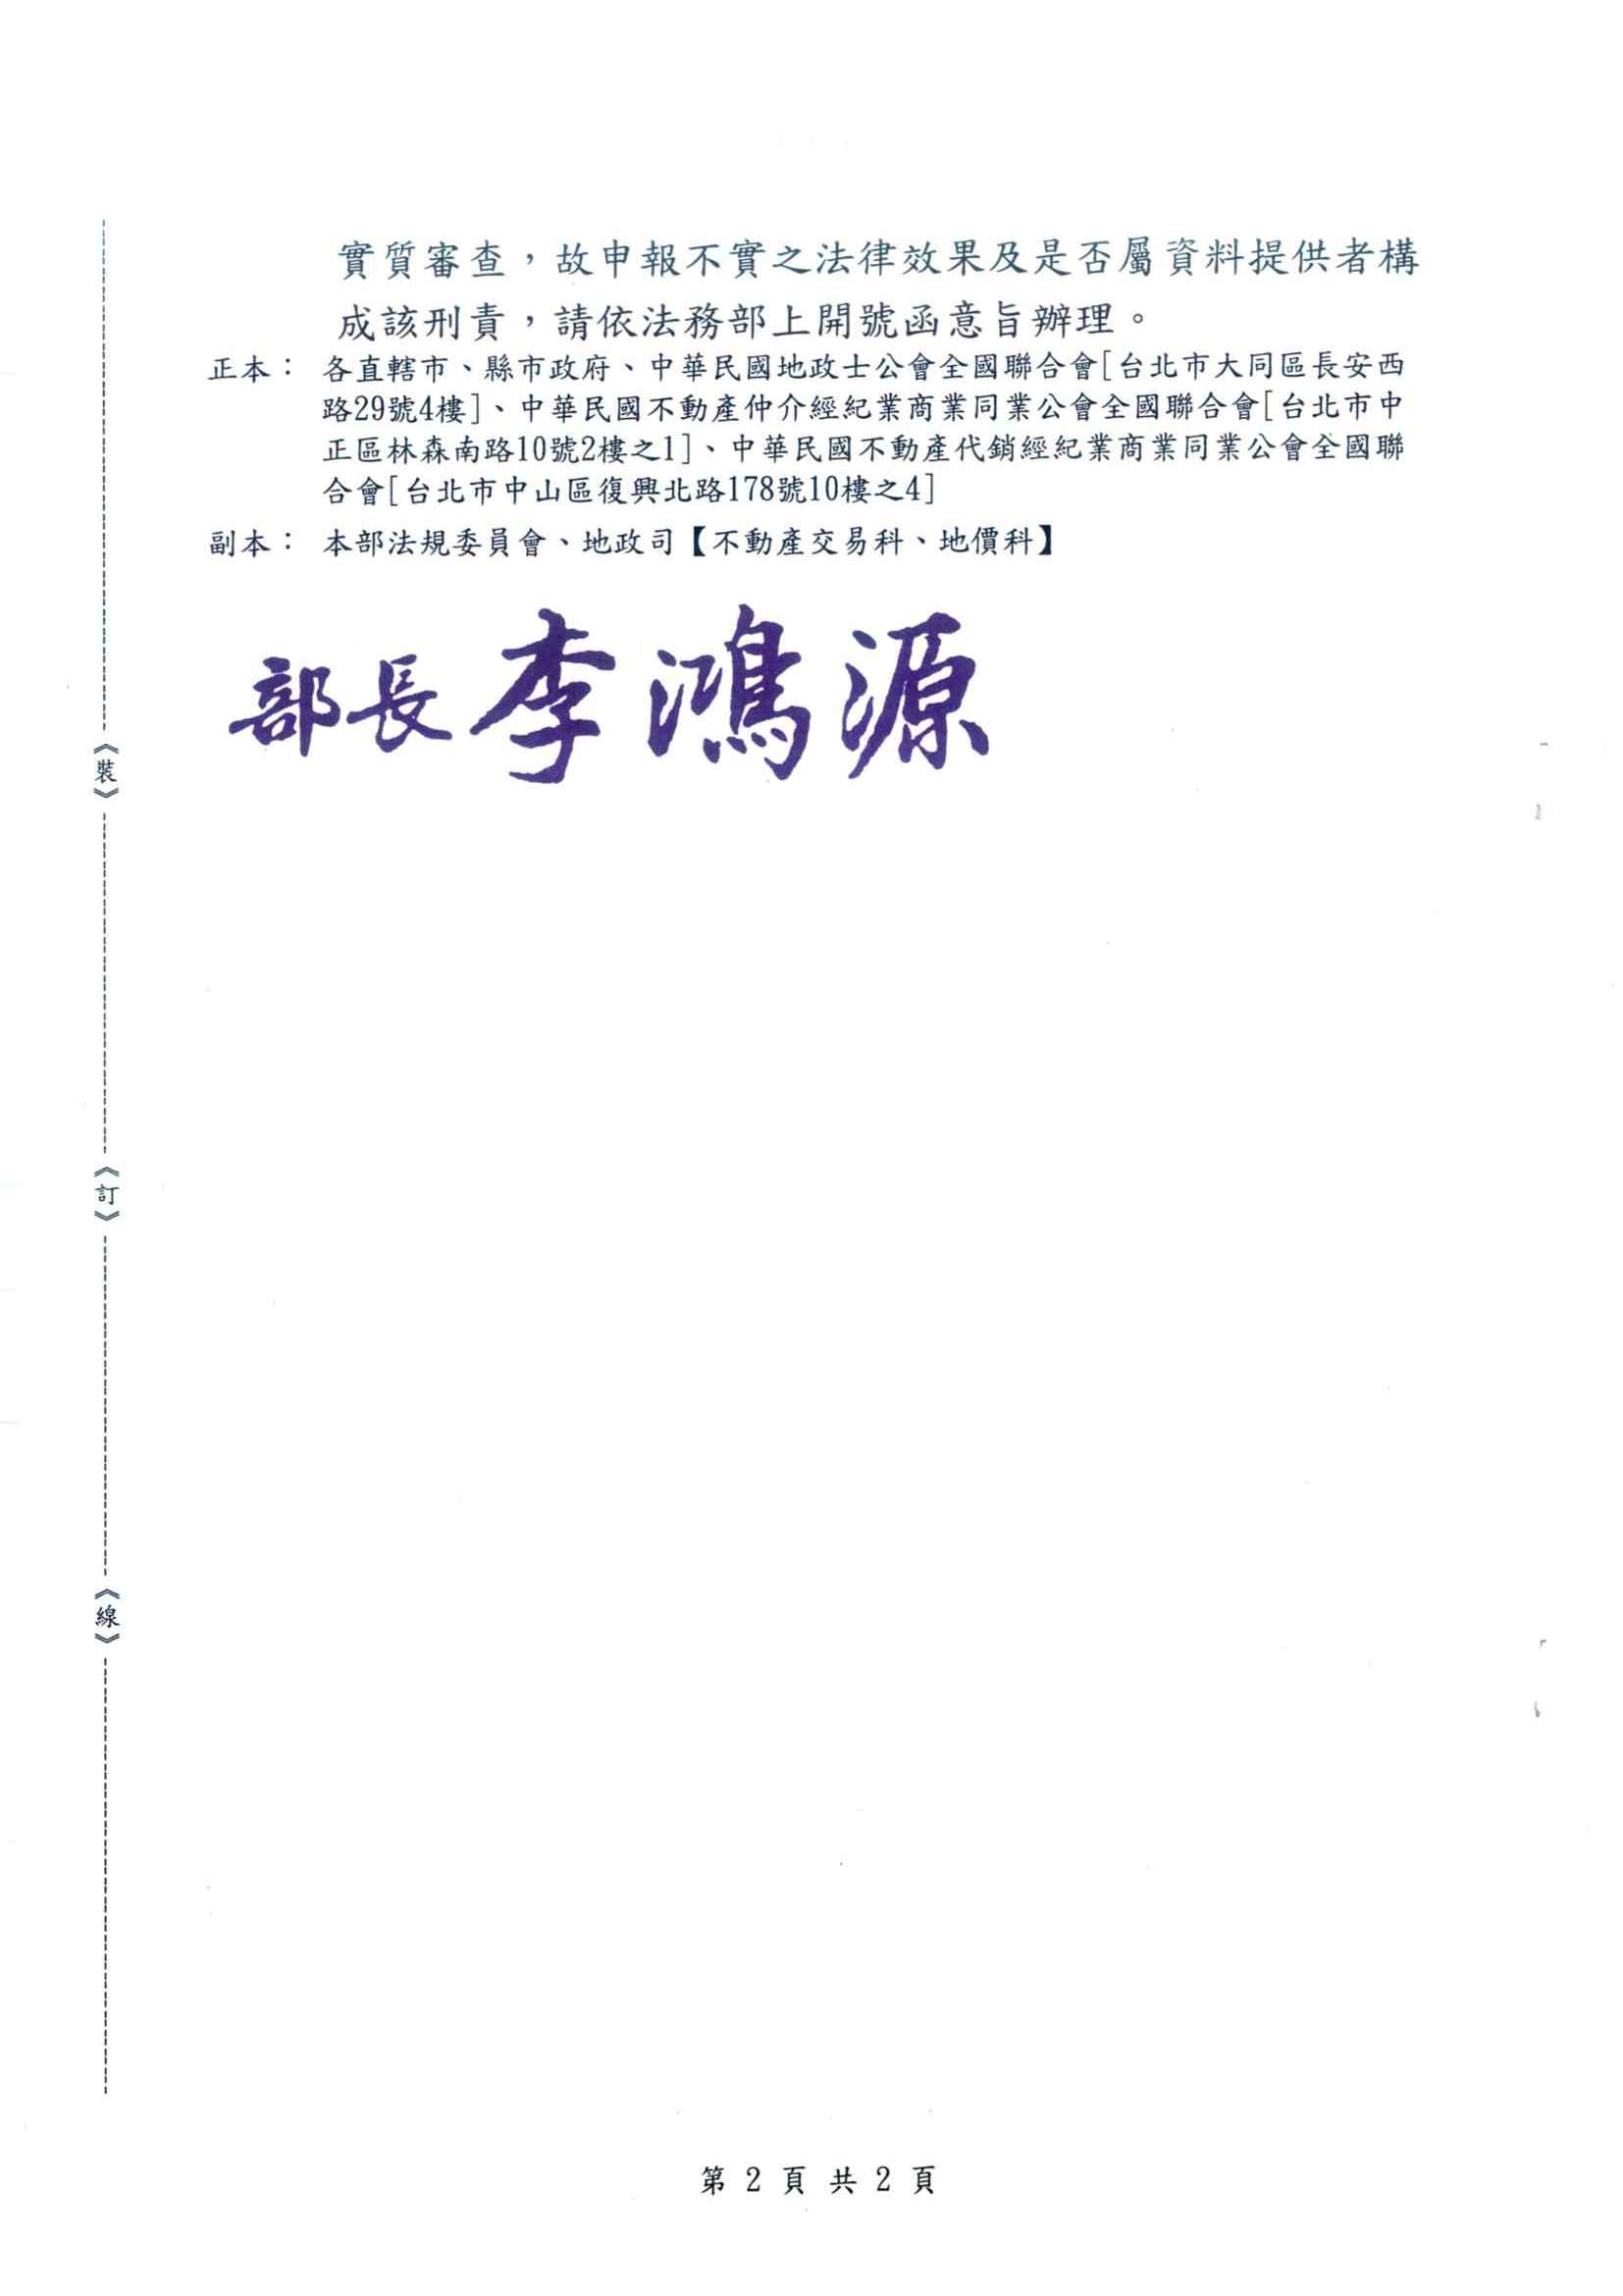 實質審查，故申報不實之法律效果及是否屬資料提供者構
成該刑責，請依法務部上開號函意旨辦理。
正本： 各直轄市、縣市政府、中華民國地政士公會全國聯合會[台北市大同區長安西
路29號4樓]、中華民國不動產仲介經紀業商業同業公會全國聯合會[台北市中
正區林森南路10號2樓之1]、中華民國不動產代銷經紀業商業同業公會全國聯
合會[台北市中山區復興北路178號10樓之4]
副本： 本部法規委員會、地政司【不動產交易科、地價科】
部長李鴻源
《裝》
《訂》
《線》
第 2 頁 共 2 頁